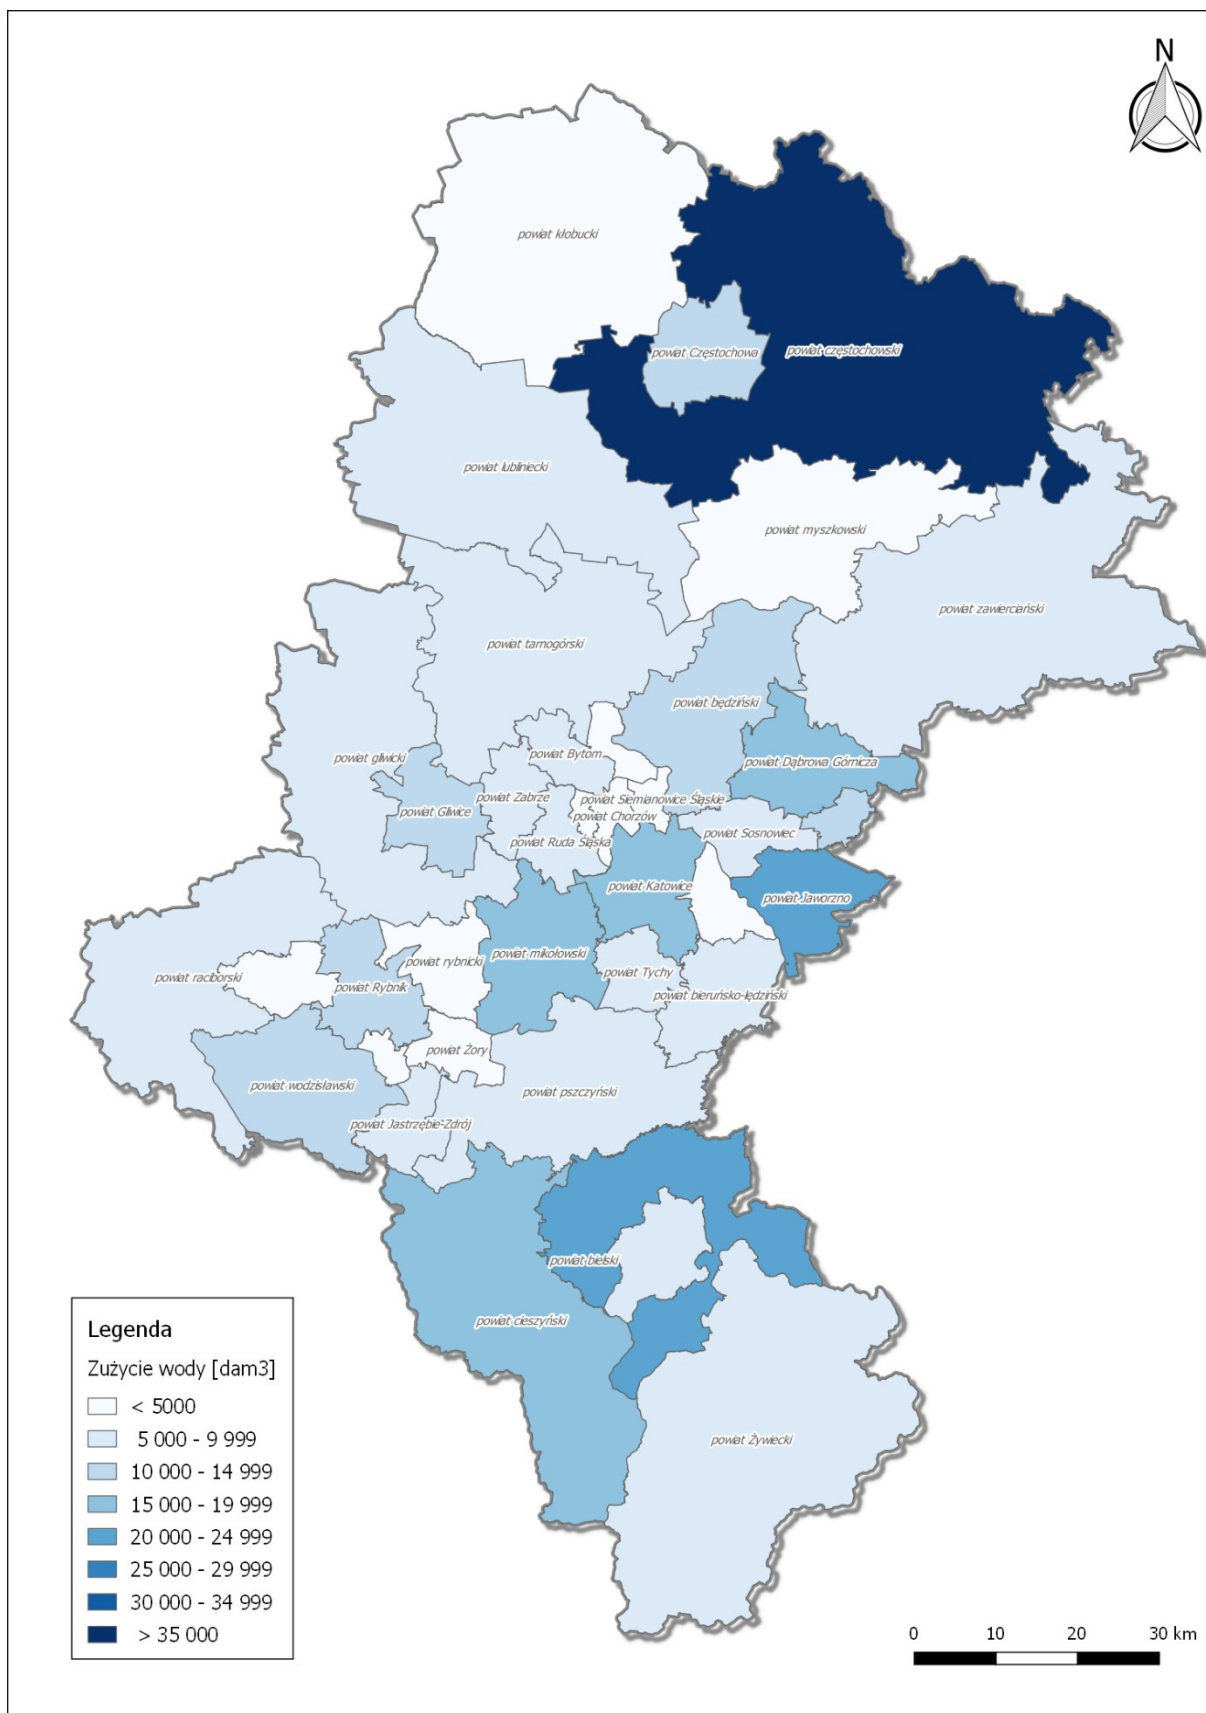 N
powiat kłobucki
powiat Częstochowa
powiat częstochowski
powiat lubliniecki
powiat myszkowski
powiat zawierciański
powiat tarnogórski
powiat będziński
powiat gliwicki
powiat Bytom
powiat Dąbrowa Górnicza
powiat Zabrze
powiat Siemianowice Śląskie
powiat Gliwice
powiat Chorzów
powiat Sosnowiec
powiat Ruda Śląska
powiat Katowice
powiat Jaworzno
powiat mikołowski
powiat rybnicki
powiat raciborski
powiat Tychy
powiat Rybnik
powiat bieruńsko-lędziński
powiat Żory
powiat wodzisławski
powiat pszczyński
powiat Jastrzębie-Zdrój
powiat bielski
powiat cieszyński
powiat Żywiecki
Legenda
Zużycie wody [dam3]
< 5000
5 000 - 9 999
10 000 - 14 999
15 000 - 19 999
20 000 - 24 999
25 000 - 29 999
30 000 - 34 999
> 35 000
0 10 20 30 km